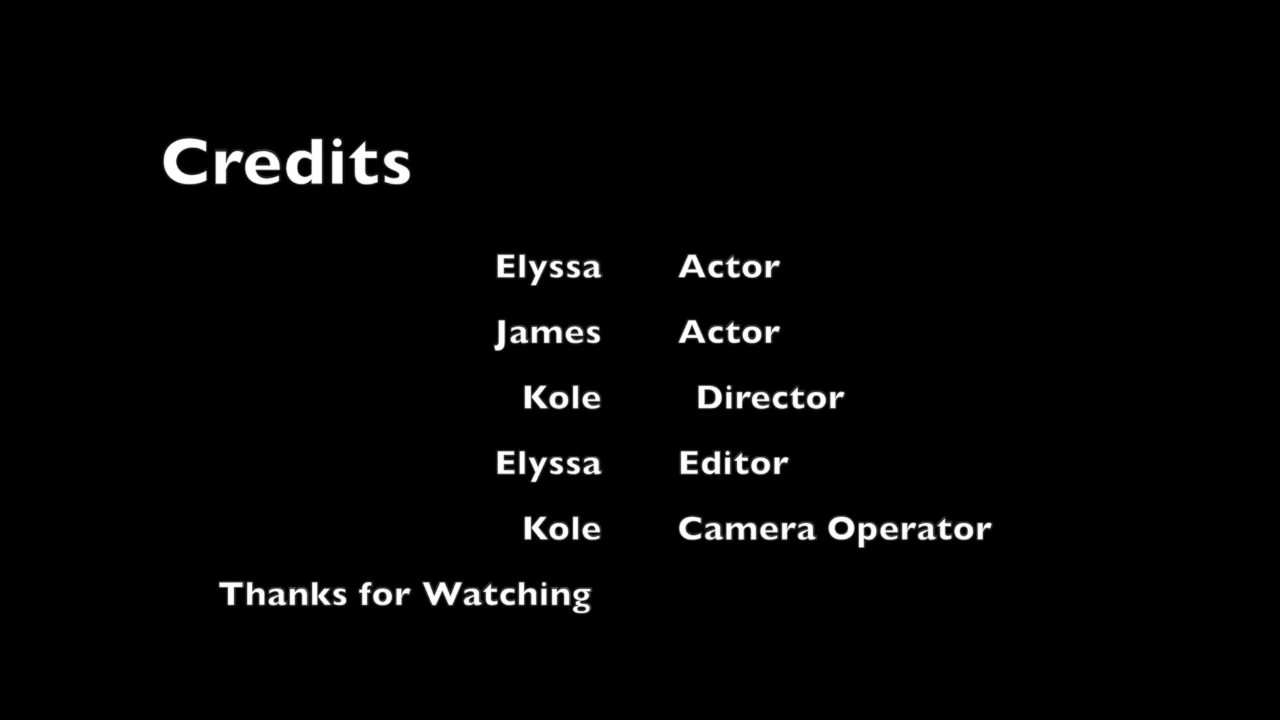 Credits
Elyssa Actor
James Actor
Kole Director
Elyssa Editor
Kole Camera Operator
Thanks for Watching